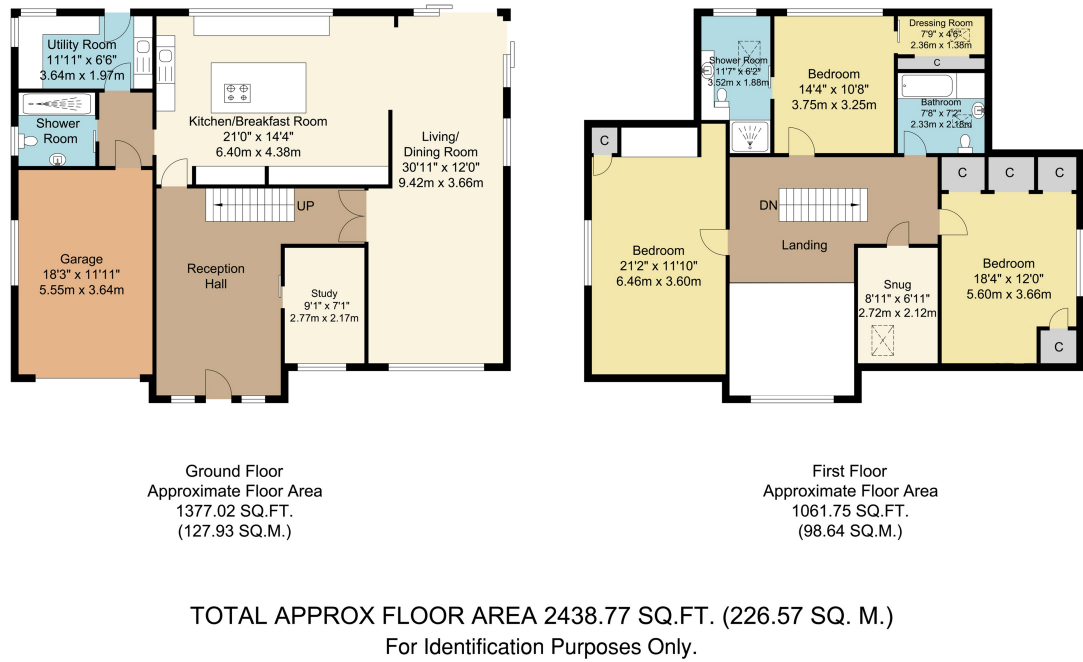 Utility Room
11'11" x 6'6"
3.64m x 1.97m
Shower
Room
Kitchen/Breakfast Room
21'0" x 14'4"
6.40m x 4.38m
Living/
Dining Room
30'11" x 12'0"
9.42m x 3.66m
UP
Garage
18'3" x 11'11"
5.55m x 3.64m
Reception
Hall
Study
9'1" x 7'1"
2.77m x 2.17m
Ground Floor
Approximate Floor Area
1377.02 SQ.FT.
(127.93 SQ.M.)
Dressing Room
7'9" x 4'6"
2.36m x 1.38m
C
Shower Room
11'7" x 6'2"
3.52m x 1.88m
Bedroom
14'4" x 10'8"
3.75m x 3.25m
Bathroom
7'8" x 7'2"
2.33m x 2.18m
C
C
C
C
DN
Landing
Bedroom
21'2" x 11'10"
6.46m x 3.60m
Snug
8'11" x 6'11"
2.72m x 2.12m
Bedroom
18'4" x 12'0"
5.60m x 3.66m
C
First Floor
Approximate Floor Area
1061.75 SQ.FT.
(98.64 SQ.M.)
TOTAL APPROX FLOOR AREA 2438.77 SQ.FT. (226.57 SQ. M.)
For Identification Purposes Only.